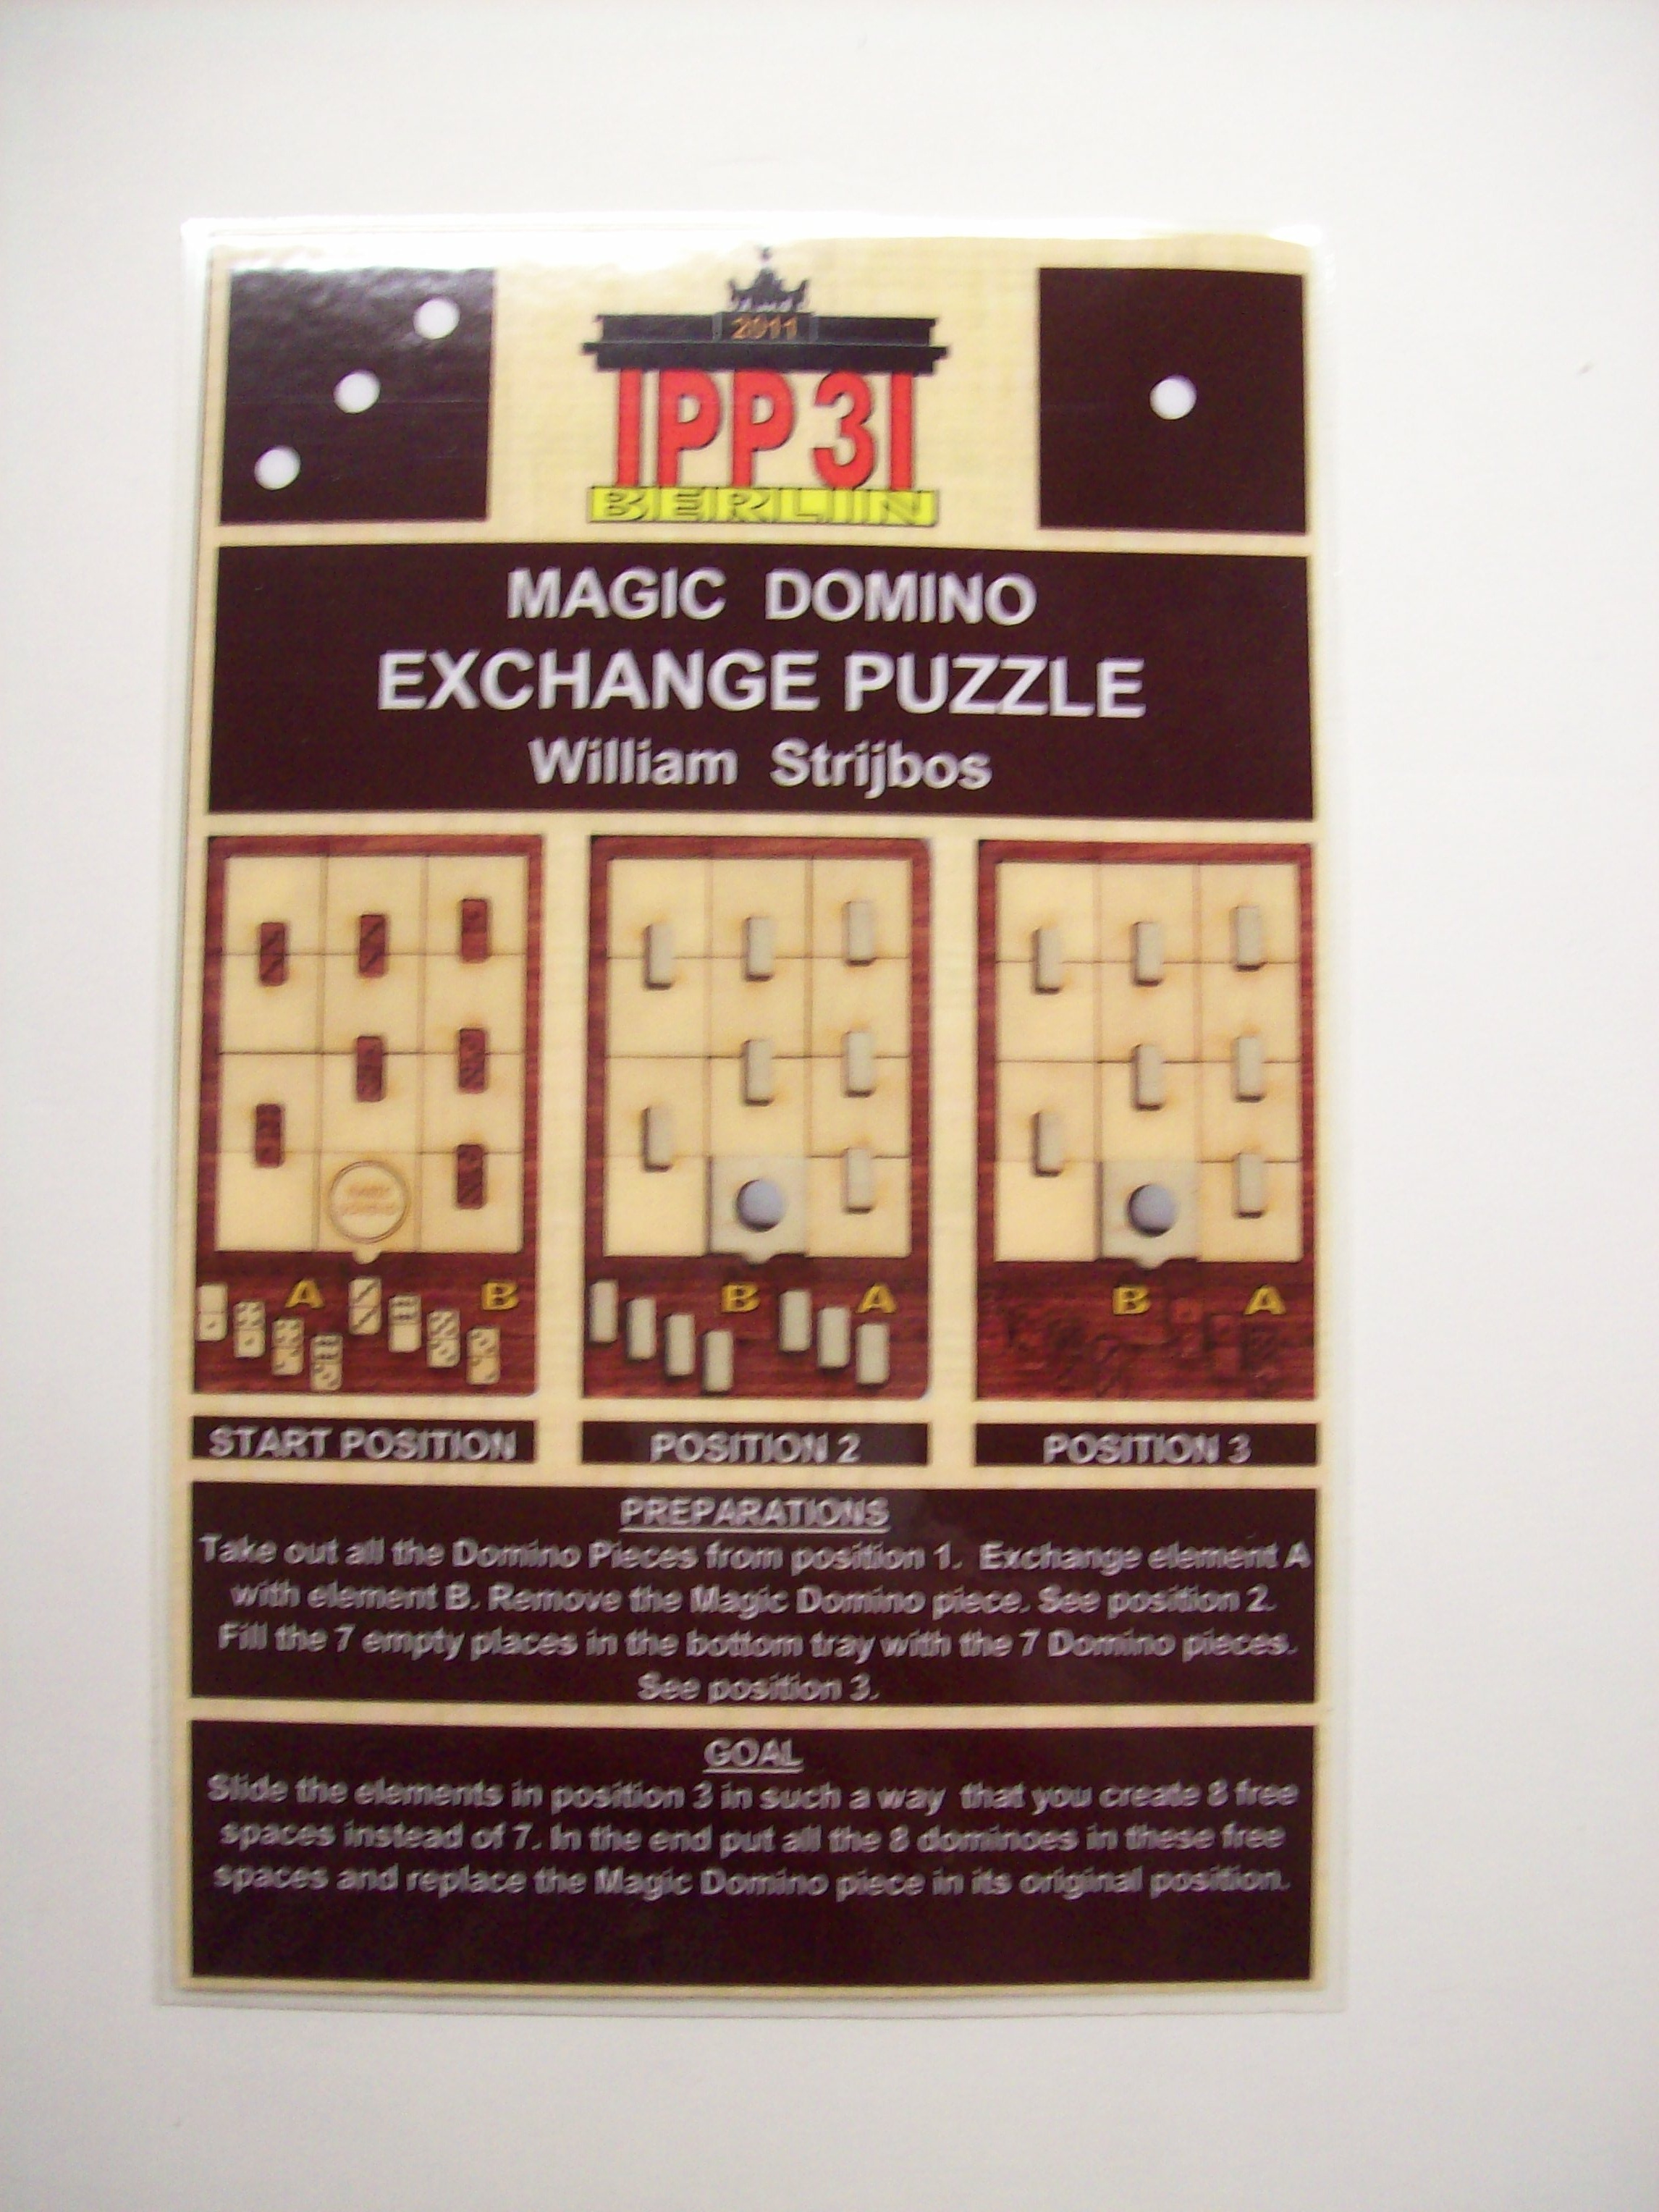 2011
IPP 31
BERLIN
MAGIC DOMINO
EXCHANGE PUZZLE
William Strijbos
A B
B A
B A
START POSITION
POSITION 2
POSITION 3
PREPARATIONS
Take out all the Domino Pieces from position 1. Exchange element A
with element B. Remove the Magic Domino piece. See position 2.
Fill the 7 empty places in the bottom tray with the 7 Domino pieces.
See position 3.
GOAL
Slide the elements in position 3 in such a way that you create 8 free
spaces instead of 7. In the end put all the 8 dominoes in these free
spaces and replace the Magic Domino piece in its original position.